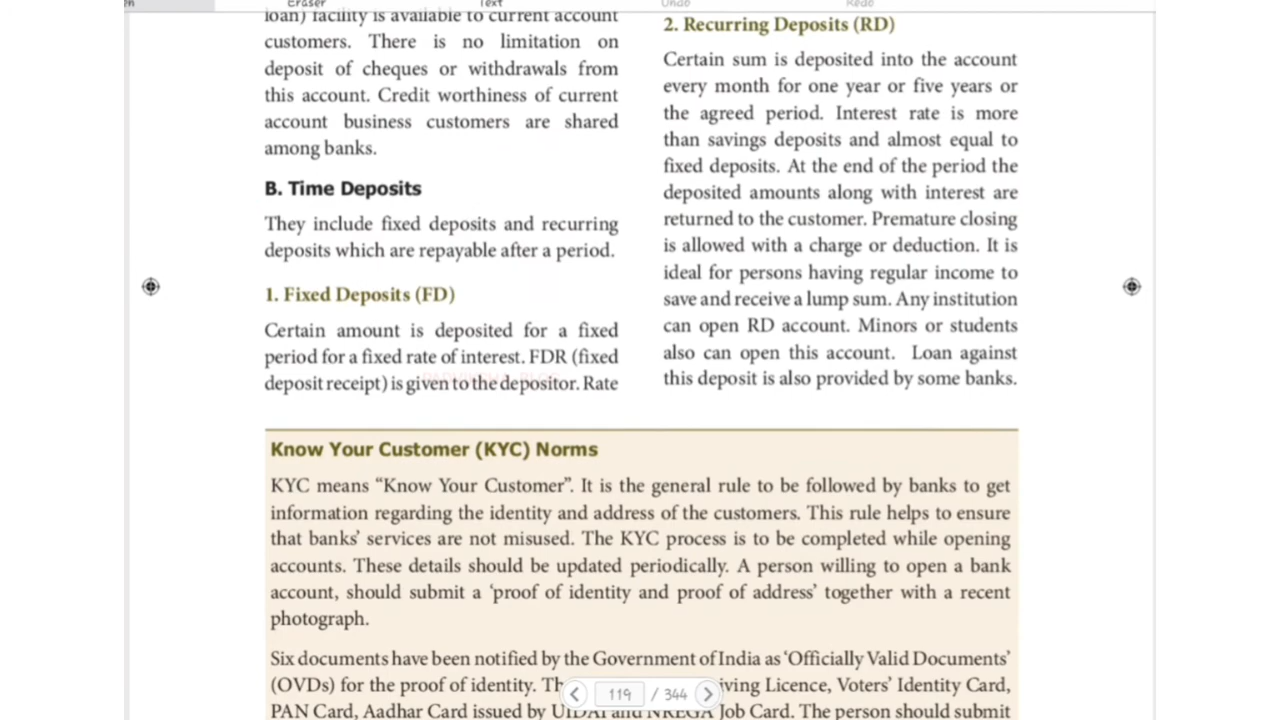 Eraser
Text
Undo
Redo
loan) facility is available to current account
customers. There is no limitation on
deposit of cheques or withdrawals from
this account. Credit worthiness of current
account business customers are shared
among banks.
B. Time Deposits
They include fixed deposits and recurring
deposits which are repayable after a period.
1. Fixed Deposits (FD)
Certain amount is deposited for a fixed
period for a fixed rate of interest. FDR (fixed
deposit receipt) is given to the depositor. Rate
2. Recurring Deposits (RD)
Certain sum is deposited into the account
every month for one year or five years or
the agreed period. Interest rate is more
than savings deposits and almost equal to
fixed deposits. At the end of the period the
deposited amounts along with interest are
returned to the customer. Premature closing
is allowed with a charge or deduction. It is
ideal for persons having regular income to
save and receive a lump sum. Any institution
can open RD account. Minors or students
also can open this account. Loan against
this deposit is also provided by some banks.
Know Your Customer (KYC) Norms
KYC means “Know Your Customer”. It is the general rule to be followed by banks to get
information regarding the identity and address of the customers. This rule helps to ensure
that banks’ services are not misused. The KYC process is to be completed while opening
accounts. These details should be updated periodically. A person willing to open a bank
account, should submit a ‘proof of identity and proof of address’ together with a recent
photograph.
Six documents have been notified by the Government of India as ‘Officially Valid Documents’
(OVDs) for the proof of identity. Th iving Licence, Voters’ Identity Card,
PAN Card, Aadhar Card issued by UIDAI and NREGA Job Card. The person should submit
119 / 344